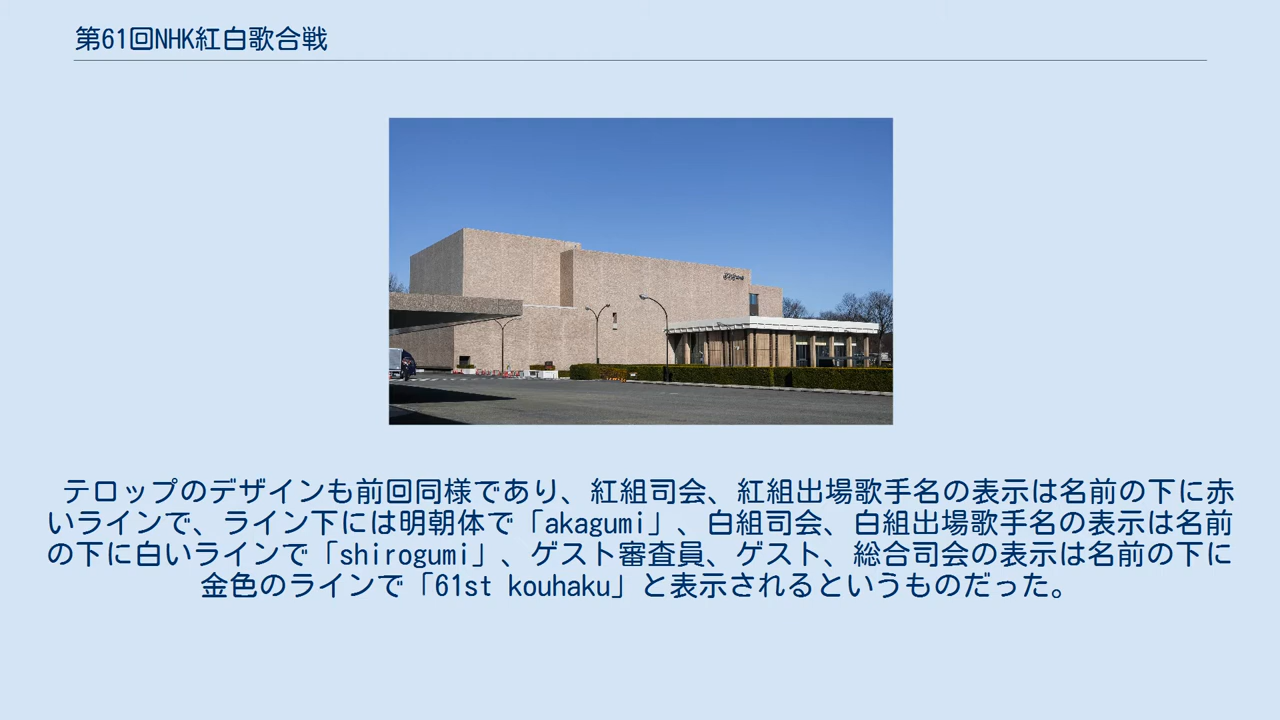 第61回NHK紅白歌合戦
テロップのデザインも前回同様であり、紅組司会、紅組出場歌手名の表示は名前の下に赤
いラインで、ライン下には明朝体で「akagumi」、白組司会、白組出場歌手名の表示は名前
の下に白いラインで「shirogumi」、ゲスト審査員、ゲスト、総合司会の表示は名前の下に
金色のラインで「61st kouhaku」と表示されるというものだった。